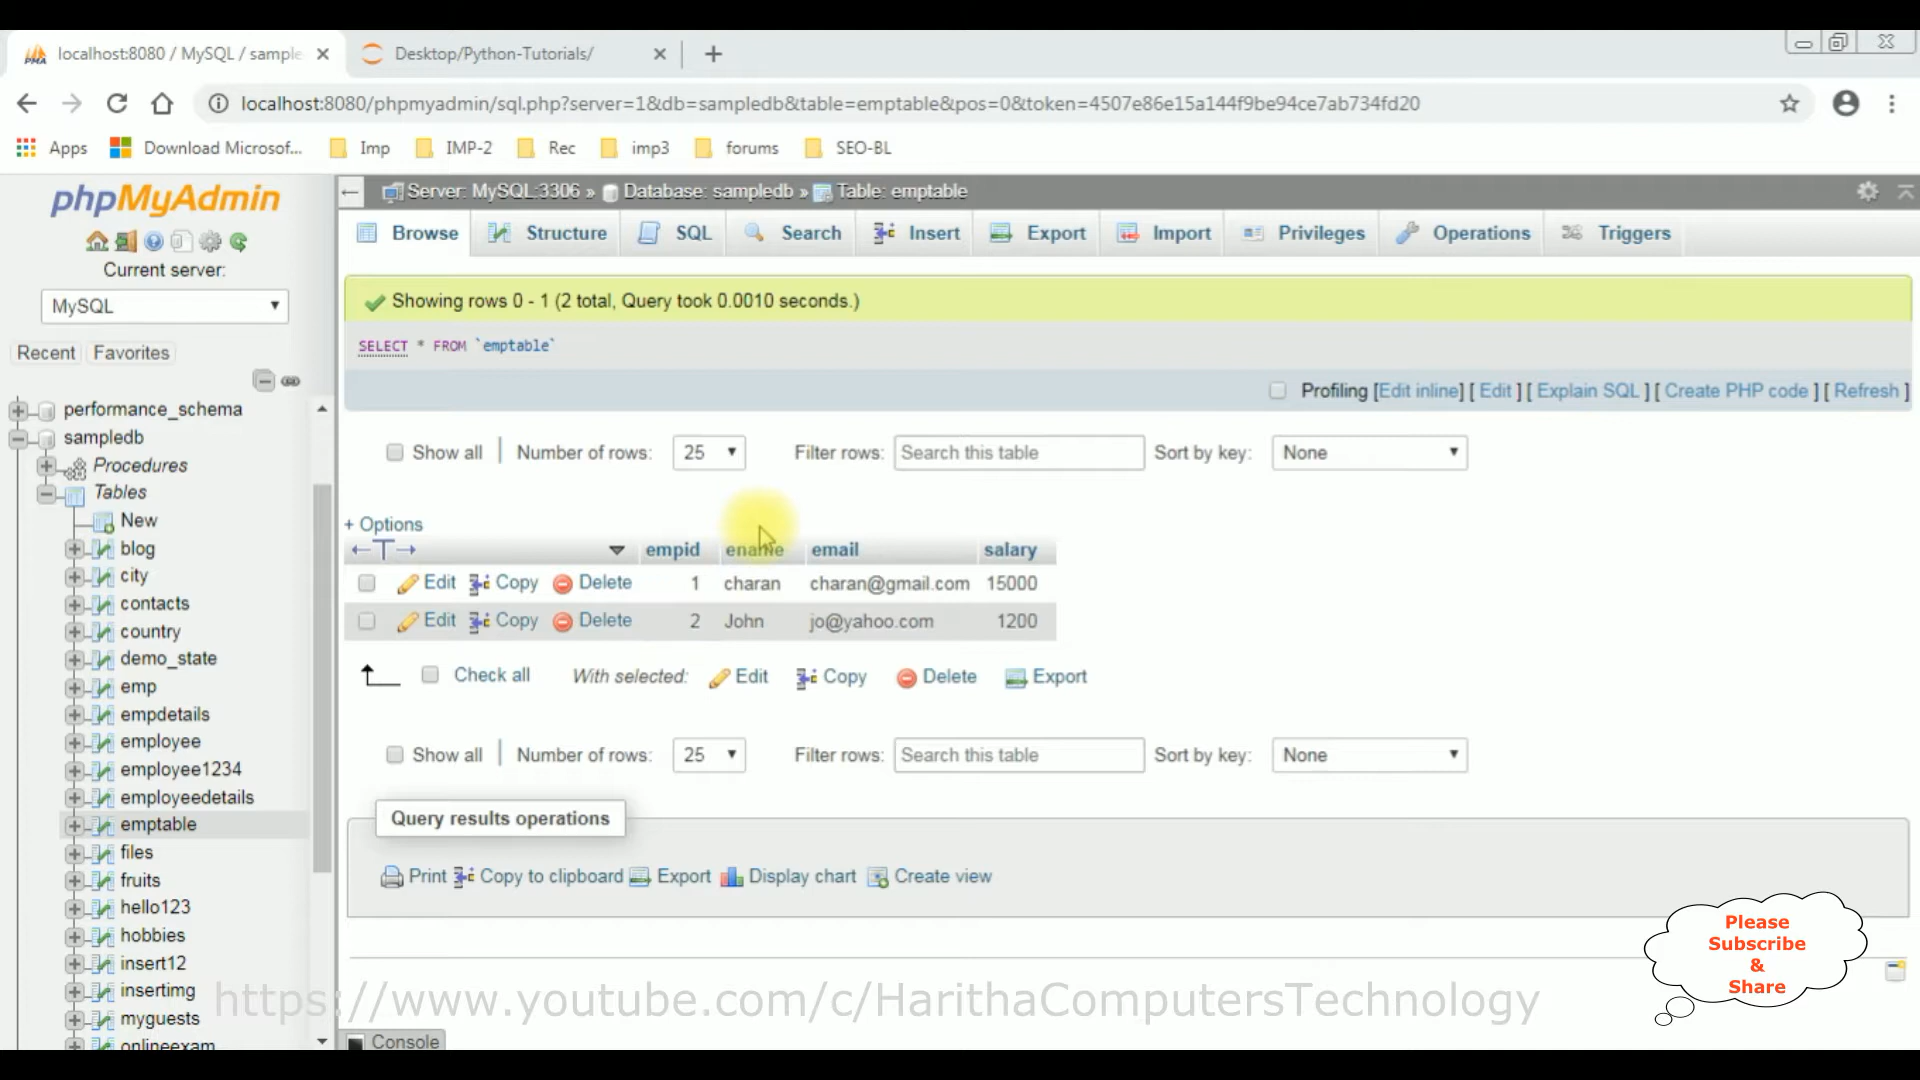 localhost:8080 / MySQL / sample
Desktop/Python-Tutorials/
localhost:8080/phpmyadmin/sql.php?server=1&db=sampledb&table=emptable&pos=0&token=4507e86e15a144f9be94ce7ab734fd20
Apps Download Microsof... Imp IMP-2 Rec imp3 forums SEO-BL
phpMyAdmin
Current server:
MySQL
Recent Favorites
performance_schema
sampledb
Procedures
Tables
New
blog
city
contacts
country
demo_state
emp
empdetails
employee
employee1234
employeedetails
emptable
files
fruits
hello123
hobbies
insert12
insertimg
myguests
onlineexam
Server: MySQL:3306 » Database: sampledb » Table: emptable
Browse Structure SQL Search Insert Export Import Privileges Operations Triggers
Showing rows 0 - 1 (2 total, Query took 0.0010 seconds.)
SELECT * FROM `emptable`
Profiling [Edit inline] [ Edit ] [ Explain SQL ] [ Create PHP code ] [ Refresh ]
Show all Number of rows: 25 Filter rows: Search this table Sort by key: None
+ Options
empid ename email salary
Edit Copy Delete 1 charan charan@gmail.com 15000
Edit Copy Delete 2 John jo@yahoo.com 1200
Check all With selected: Edit Copy Delete Export
Show all Number of rows: 25 Filter rows: Search this table Sort by key: None
Query results operations
Print Copy to clipboard Export Display chart Create view
Please
Subscribe
&
Share
https://www.youtube.com/c/HarithaComputersTechnology
Console